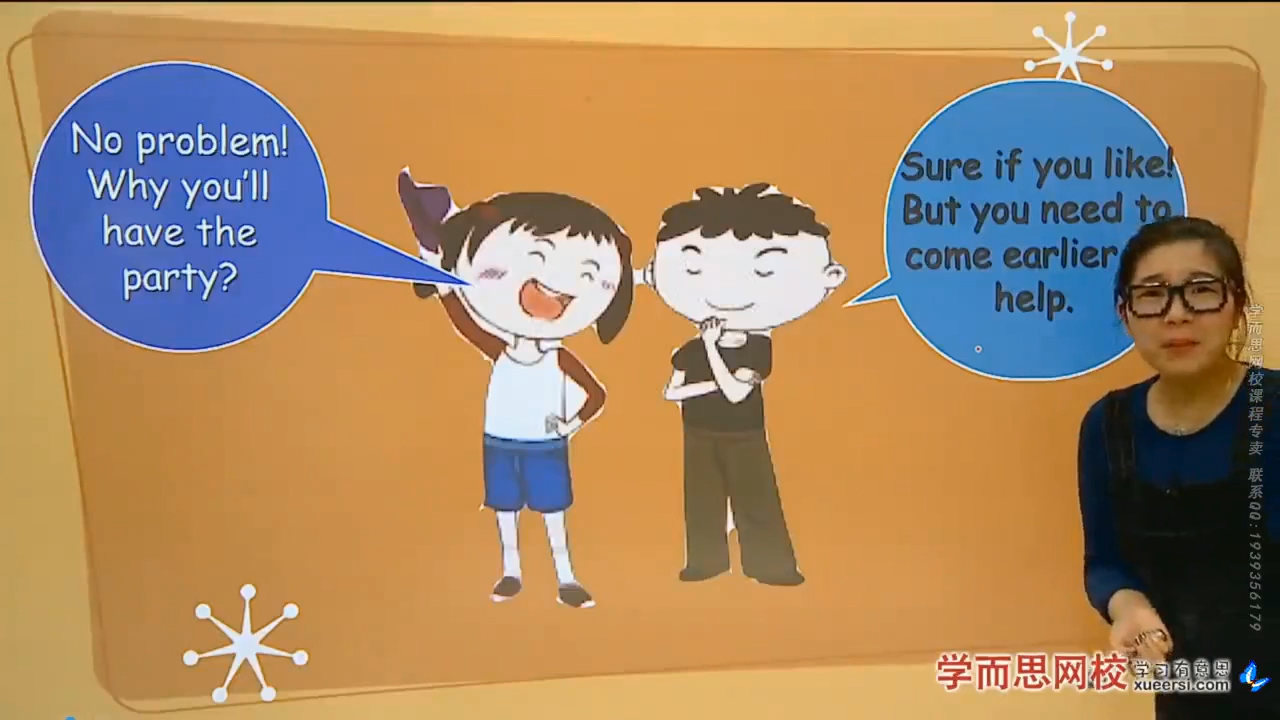 No problem!
Why you'll
have the
party?
Sure if you like!
But you need to
come earlier
help.
学而思网校课程专卖 联系QQ:1939356179
学而思网校
学习有意思
xueersi.com